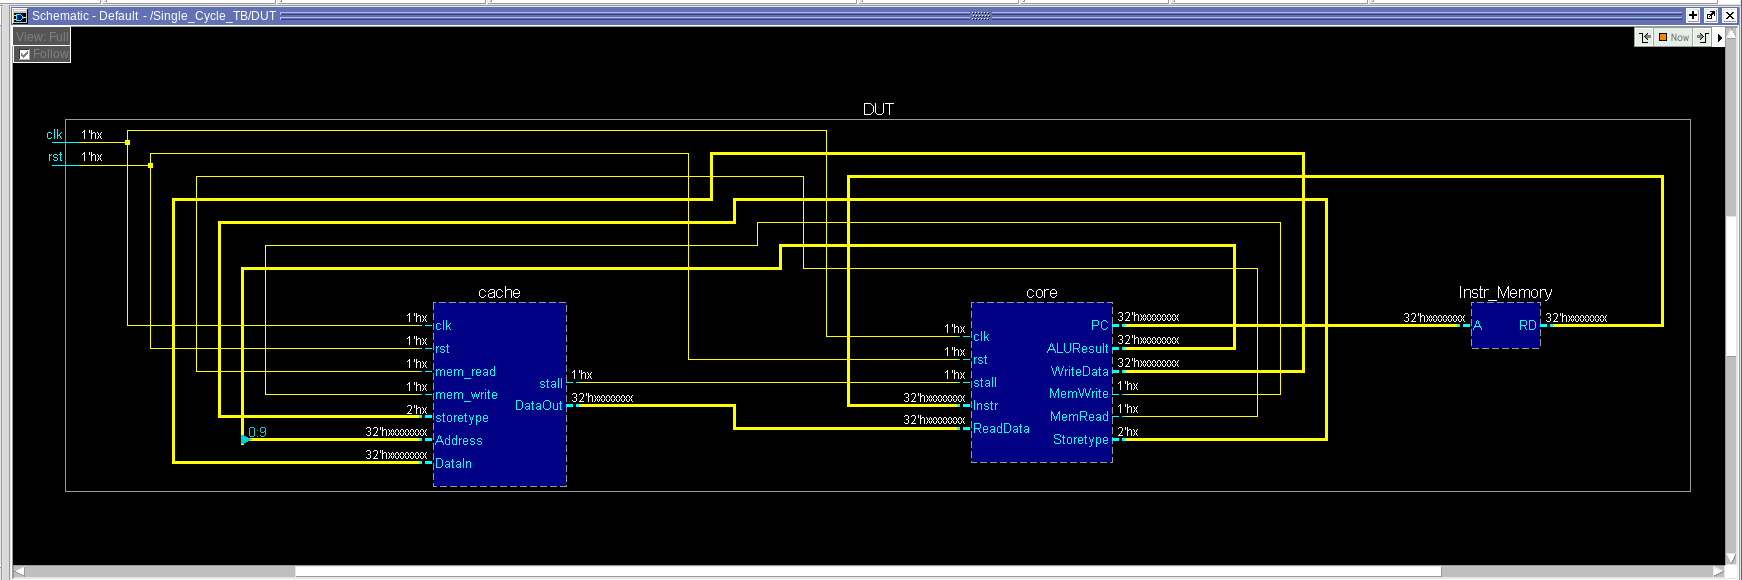 Schematic - Default - /Single_Cycle_TB/DUT
View: Full
Follow
Now
DUT
clk 1'hx
rst 1'hx
cache
1'hx clk
1'hx rst
1'hx mem_read
1'hx mem_write
2'hx storetype
0:9 32'hxxxxxxxx Address
32'hxxxxxxxx DataIn
stall 1'hx
DataOut 32'hxxxxxxxx
core
1'hx clk
1'hx rst
1'hx stall
32'hxxxxxxxx Instr
32'hxxxxxxxx ReadData
PC 32'hxxxxxxxx
ALUResult 32'hxxxxxxxx
WriteData 32'hxxxxxxxx
MemWrite 1'hx
MemRead 1'hx
Storetype 2'hx
Instr_Memory
32'hxxxxxxxx A
RD 32'hxxxxxxxx